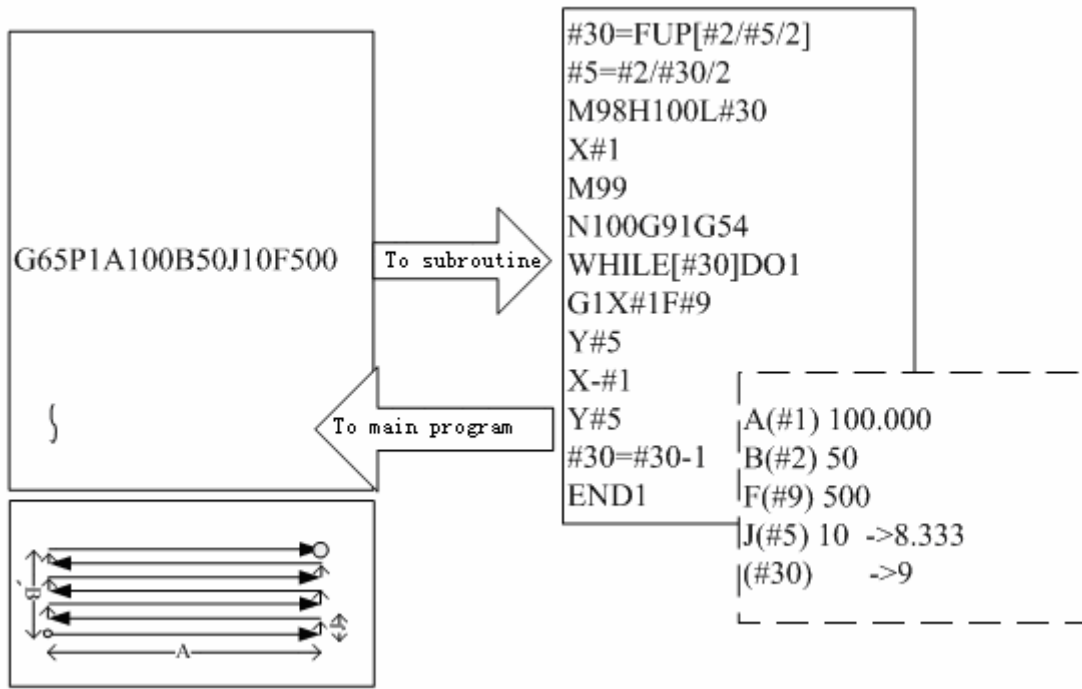 G65P1A100B50J10F500
To subroutine
To main program
#30=FUP[#2/#5/2]
#5=#2/#30/2
M98H100L#30
X#1
M99
N100G91G54
WHILE[#30]DO1
G1X#1F#9
Y#5
X-#1
Y#5
#30=#30-1
END1
A(#1) 100.000
B(#2) 50
F(#9) 500
J(#5) 10 ->8.333
(#30) ->9
A